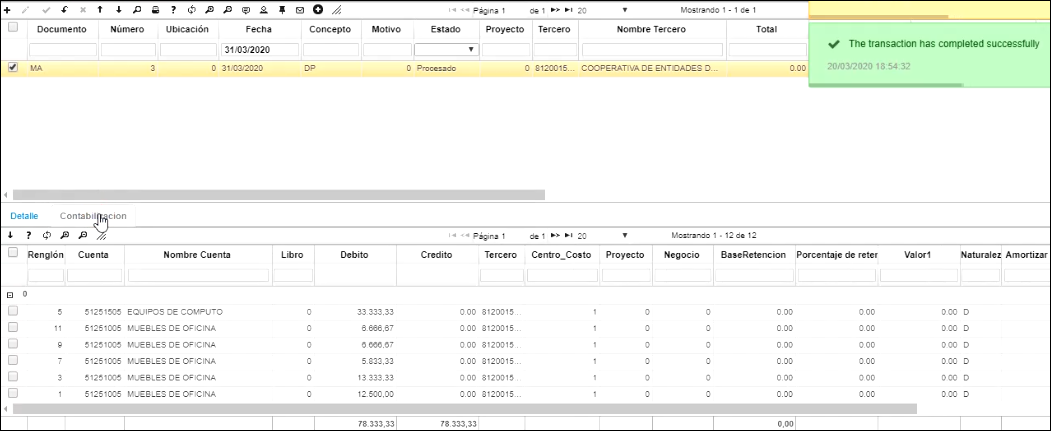 Página 1 de 1 20 Mostrando 1 - 1 de 1
Documento Número Ubicación Fecha Concepto Motivo Estado Proyecto Tercero Nombre Tercero Total
31/03/2020
MA 3 0 31/03/2020 DP 0 Procesado 0 8120015... COOPERATIVA DE ENTIDADES D... 0.00
The transaction has completed successfully
20/03/2020 18:54:32
Detalle Contabilizacion
Página 1 de 1 20 Mostrando 1 - 12 de 12
Renglón Cuenta Nombre Cuenta Libro Debito Credito Tercero Centro_Costo Proyecto Negocio BaseRetencion Porcentaje de reter Valor1 Naturalez Amortizar
0
5 51251505 EQUIPOS DE COMPUTO 0 33.333,33 0.00 8120015... 1 0 0 0.00 0.00 0.00 D
11 51251005 MUEBLES DE OFICINA 0 6.666,67 0.00 8120015... 1 0 0 0.00 0.00 0.00 D
9 51251005 MUEBLES DE OFICINA 0 6.666,67 0.00 8120015... 1 0 0 0.00 0.00 0.00 D
7 51251005 MUEBLES DE OFICINA 0 5.833,33 0.00 8120015... 1 0 0 0.00 0.00 0.00 D
3 51251005 MUEBLES DE OFICINA 0 13.333,33 0.00 8120015... 1 0 0 0.00 0.00 0.00 D
1 51251005 MUEBLES DE OFICINA 0 12.500,00 0.00 8120015... 1 0 0 0.00 0.00 0.00 D
78.333,33 78.333,33 0,00